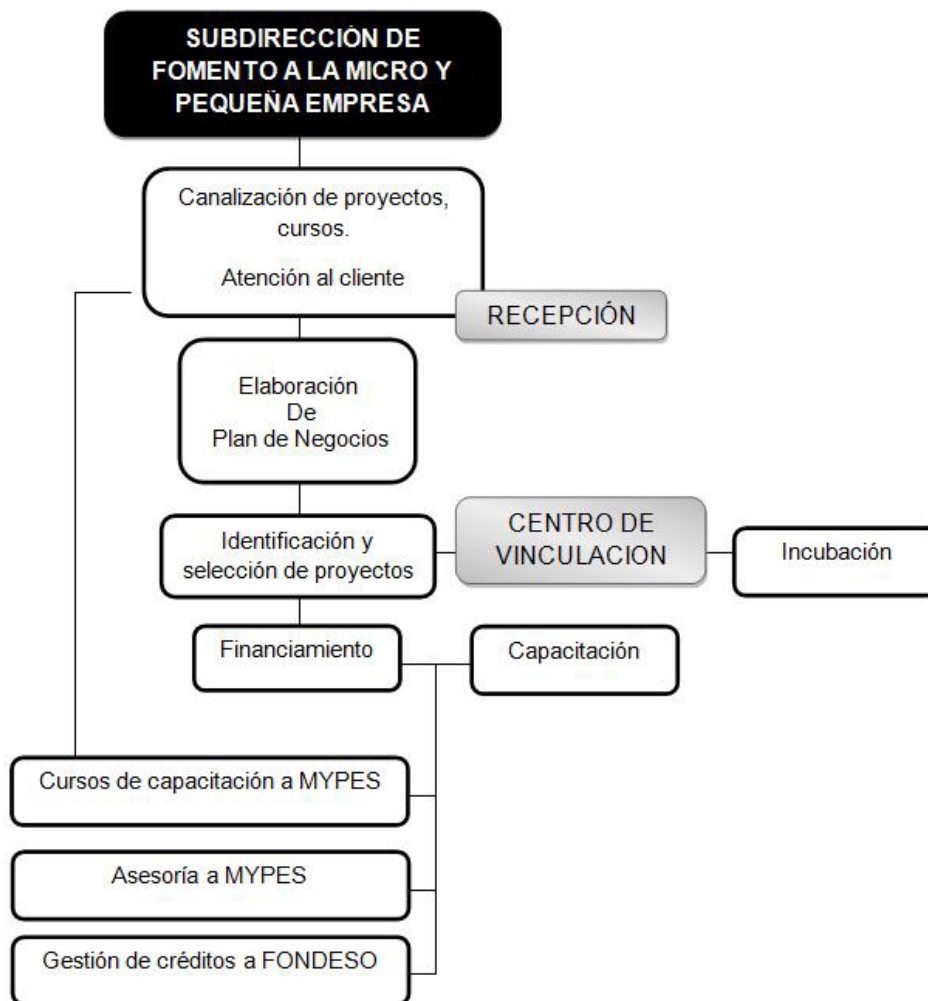 SUBDIRECCIÓN DE
FOMENTO A LA MICRO Y
PEQUEÑA EMPRESA
Canalización de proyectos,
cursos.
Atención al cliente
RECEPCIÓN
Elaboración
De
Plan de Negocios
Identificación y
selección de proyectos
CENTRO DE
VINCULACION
Incubación
Financiamiento
Capacitación
Cursos de capacitación a MYPES
Asesoría a MYPES
Gestión de créditos a FONDESO